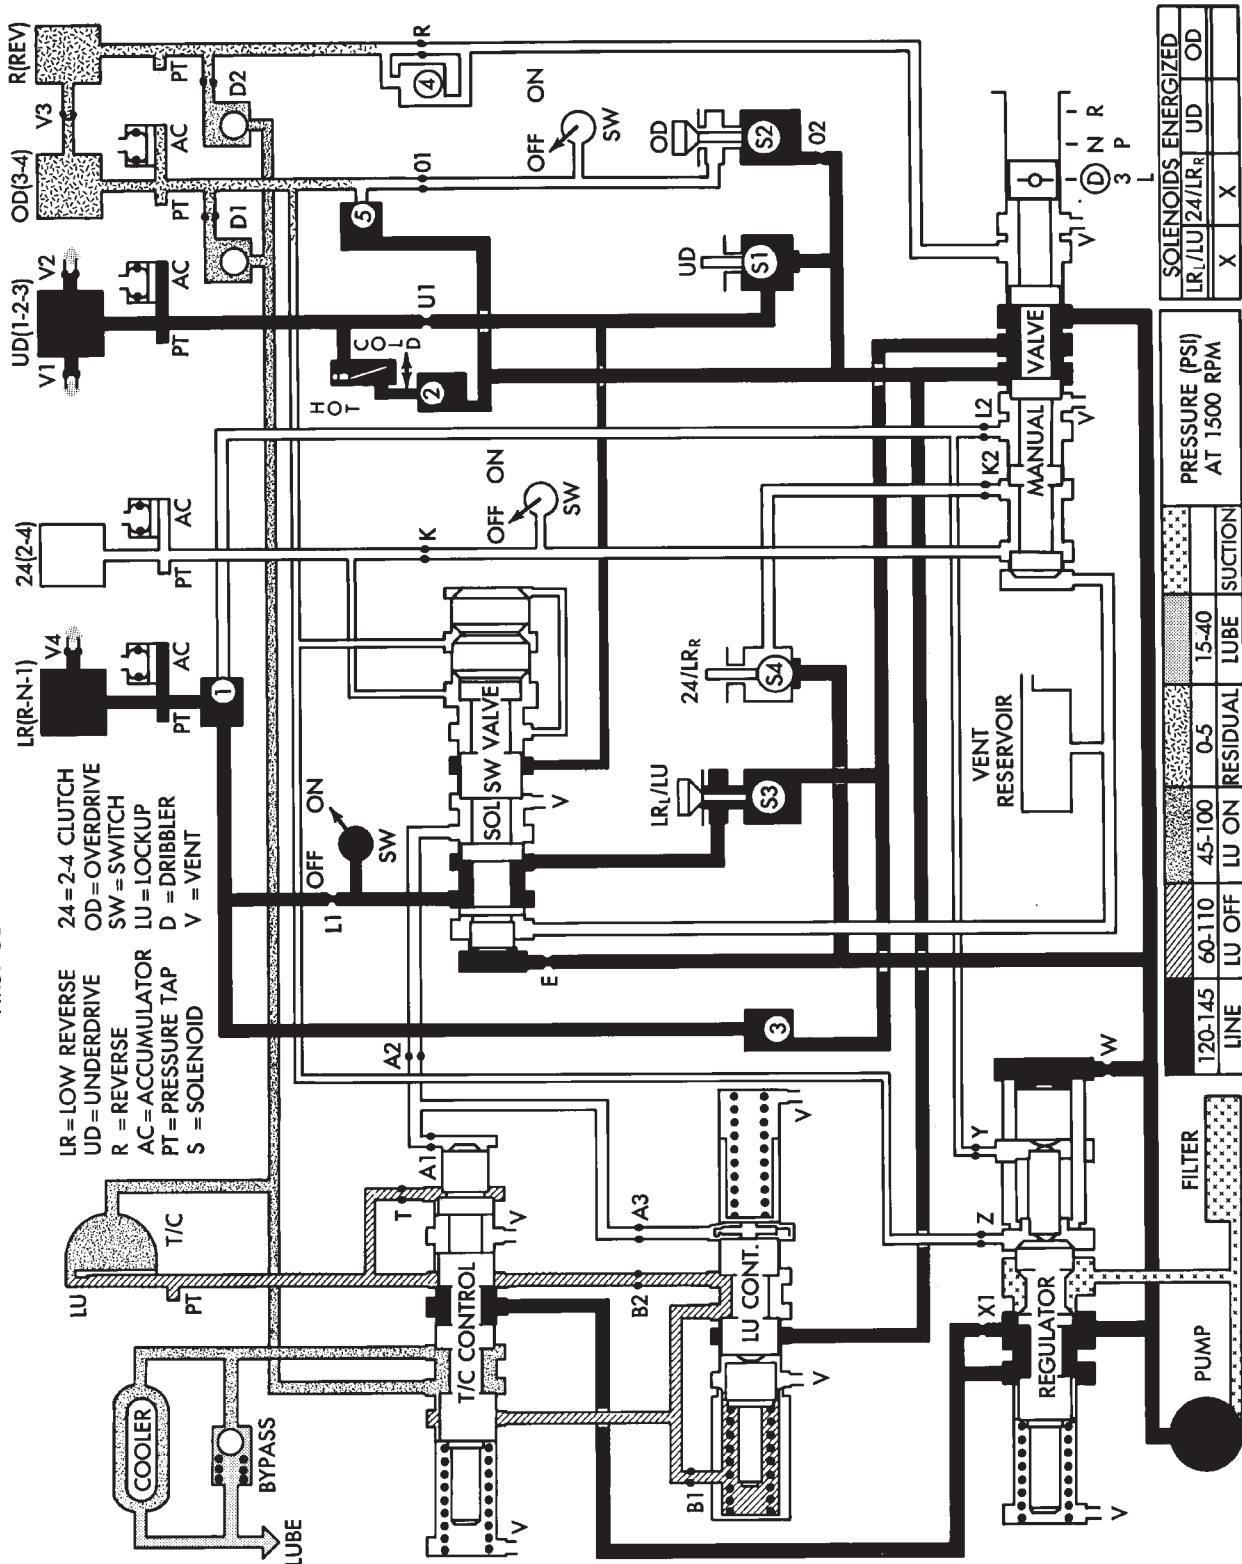 LR = LOW REVERSE
UD = UNDERDRIVE
R = REVERSE
AC = ACCUMULATOR
PT = PRESSURE TAP
S = SOLENOID
24 = 2-4 CLUTCH
OD = OVERDRIVE
SW = SWITCH
LU = LOCKUP
D = DRIBBLER
V = VENT
LR(R-N-1)
V4
AC
PT
1
24(2-4)
AC
PT
UD(1-2-3)
V1
V2
AC
PT
OD(3-4)
V3
AC
PT
D1
R(REV)
PT
D2
LU
T/C
PT
COOLER
BYPASS
LUBE
T
A1
A2
A3
V
T/C CONTROL
V
B2
B1
LU CONT.
V
V
L1
OFF
ON
SW
E
SOL SW VALVE
V
K
OFF
ON
SW
HOT
COLD
2
U1
5
O1
4
R
OFF
ON
SW
OD
S2
O2
UD
S1
24/LRR
S4
LRL/LU
S3
3
VENT
RESERVOIR
MANUAL
VALVE
K2
L2
V
V
P
R
N
D
3
L
W
Y
Z
X1
REGULATOR
V
PUMP
FILTER
120-145
LINE
60-110
LU OFF
45-100
LU ON
0-5
RESIDUAL
15-40
LUBE
SUCTION
PRESSURE (PSI)
AT 1500 RPM
SOLENOIDS ENERGIZED
LRL/LU 24/LRR UD OD
X X